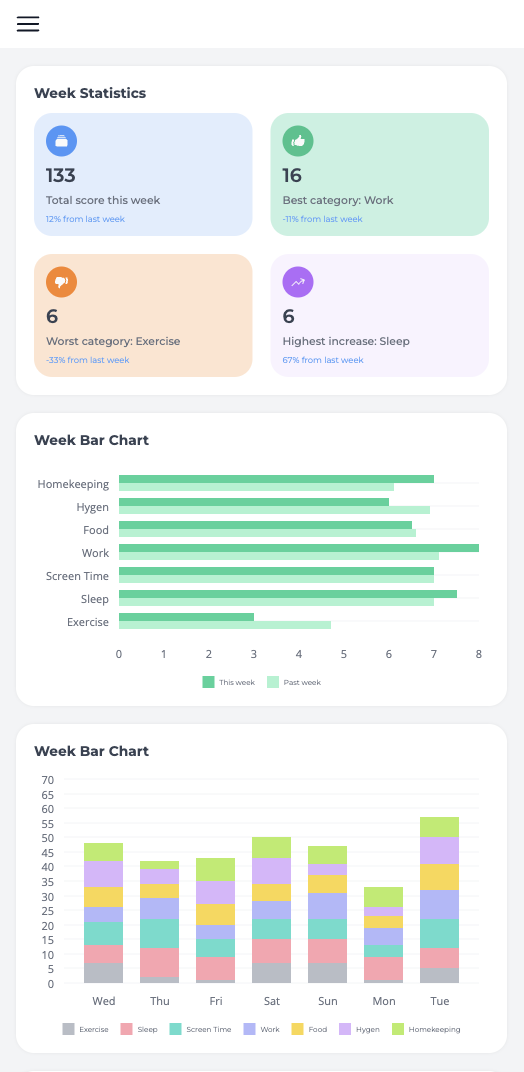 Week Statistics
133
Total score this week
12% from last week
16
Best category: Work
-11% from last week
6
Worst category: Exercise
-33% from last week
6
Highest increase: Sleep
67% from last week
Week Bar Chart
Homekeeping
Hygen
Food
Work
Screen Time
Sleep
Exercise
0 1 2 3 4 5 6 7 8
This week Past week
Week Bar Chart
70
65
60
55
50
45
40
35
30
25
20
15
10
5
0
Wed Thu Fri Sat Sun Mon Tue
Exercise Sleep Screen Time Work Food Hygen Homekeeping